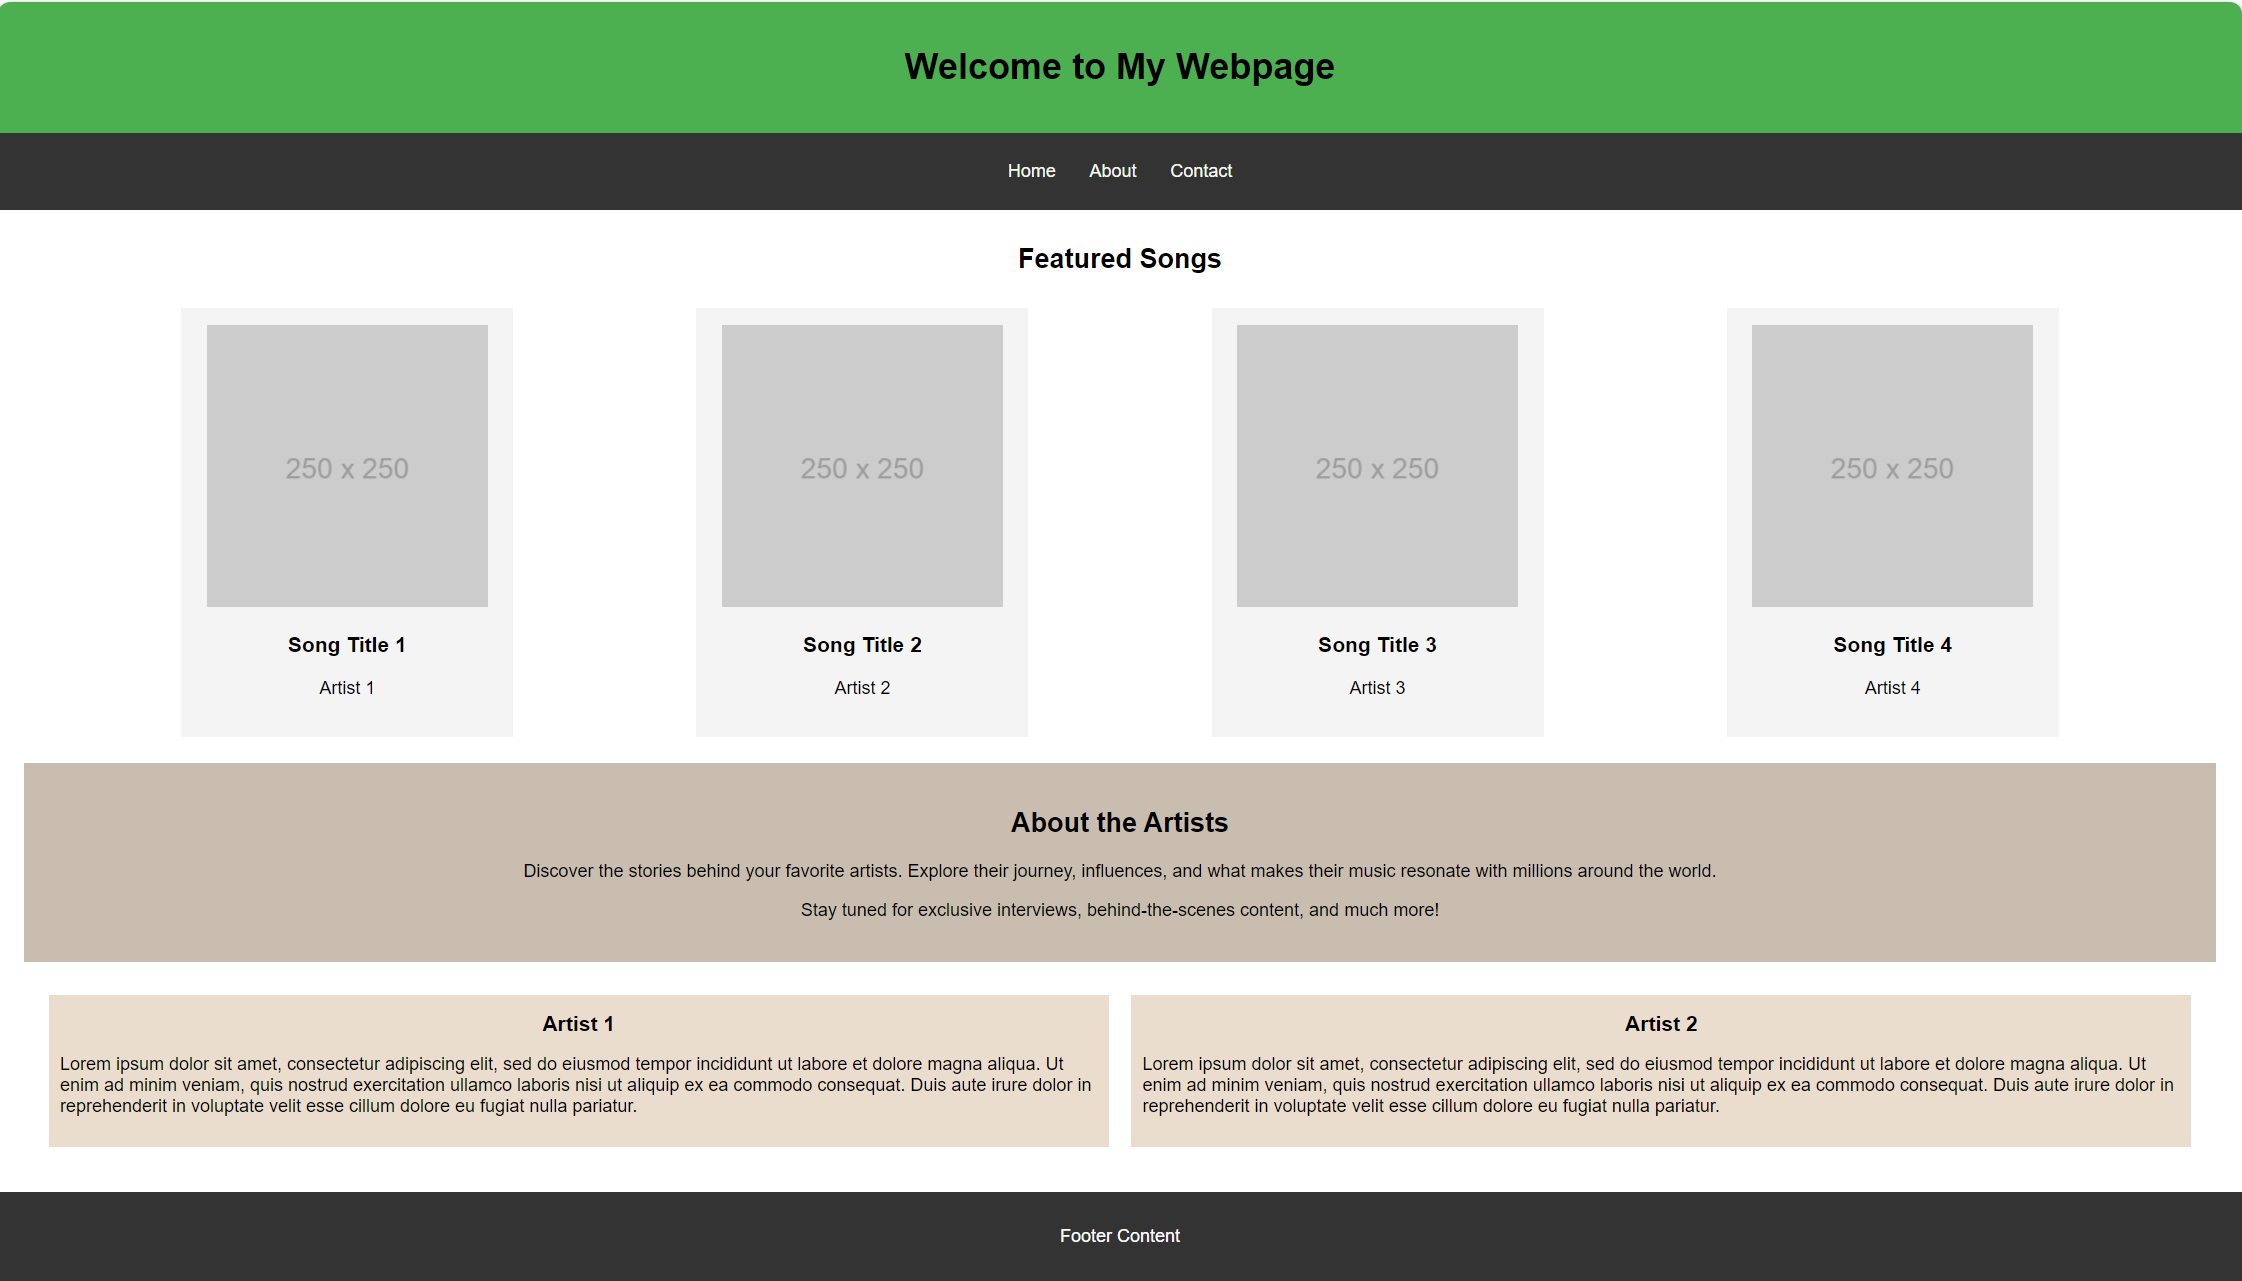 Welcome to My Webpage
Home About Contact
Featured Songs
250 x 250
Song Title 1
Artist 1
250 x 250
Song Title 2
Artist 2
250 x 250
Song Title 3
Artist 3
250 x 250
Song Title 4
Artist 4
About the Artists
Discover the stories behind your favorite artists. Explore their journey, influences, and what makes their music resonate with millions around the world.
Stay tuned for exclusive interviews, behind-the-scenes content, and much more!
Artist 1
Lorem ipsum dolor sit amet, consectetur adipiscing elit, sed do eiusmod tempor incididunt ut labore et dolore magna aliqua. Ut
enim ad minim veniam, quis nostrud exercitation ullamco laboris nisi ut aliquip ex ea commodo consequat. Duis aute irure dolor in
reprehenderit in voluptate velit esse cillum dolore eu fugiat nulla pariatur.
Artist 2
Lorem ipsum dolor sit amet, consectetur adipiscing elit, sed do eiusmod tempor incididunt ut labore et dolore magna aliqua. Ut
enim ad minim veniam, quis nostrud exercitation ullamco laboris nisi ut aliquip ex ea commodo consequat. Duis aute irure dolor in
reprehenderit in voluptate velit esse cillum dolore eu fugiat nulla pariatur.
Footer Content